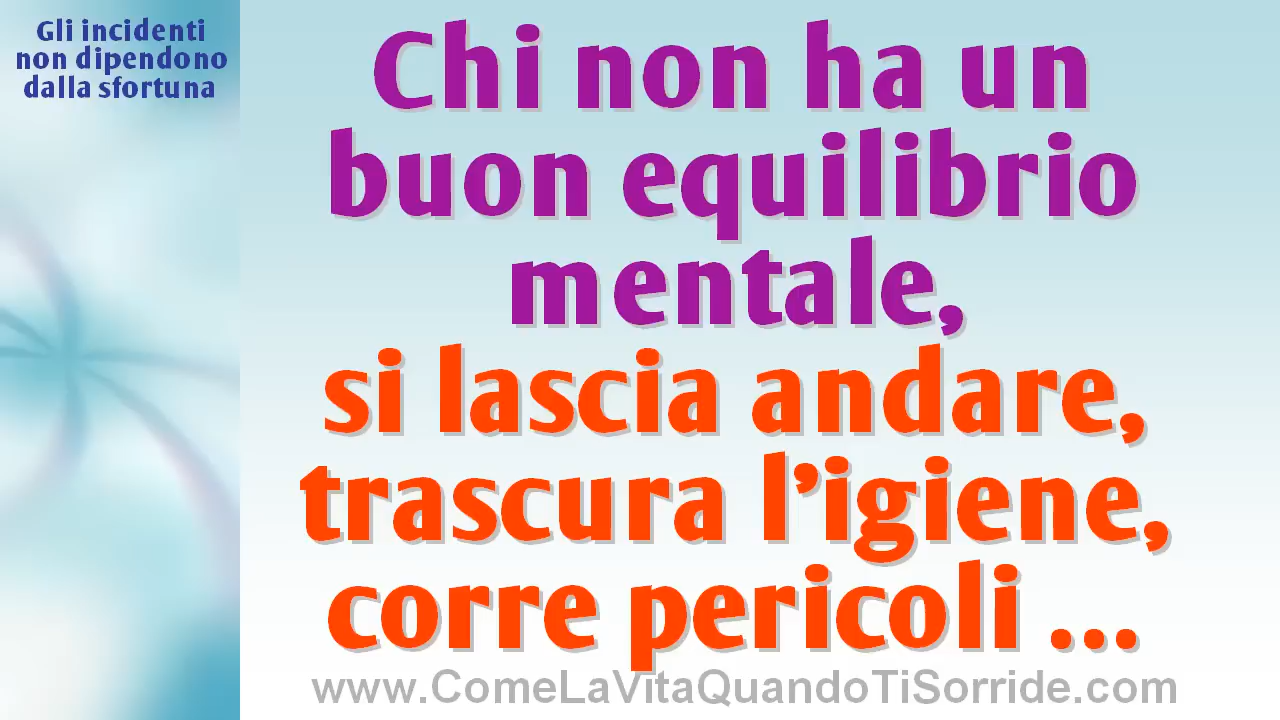 Gli incidenti
non dipendono
dalla sfortuna
Chi non ha un
buon equilibrio
mentale,
si lascia andare,
trascura l’igiene,
corre pericoli ...
www.ComeLaVitaQuandoTiSorride.com